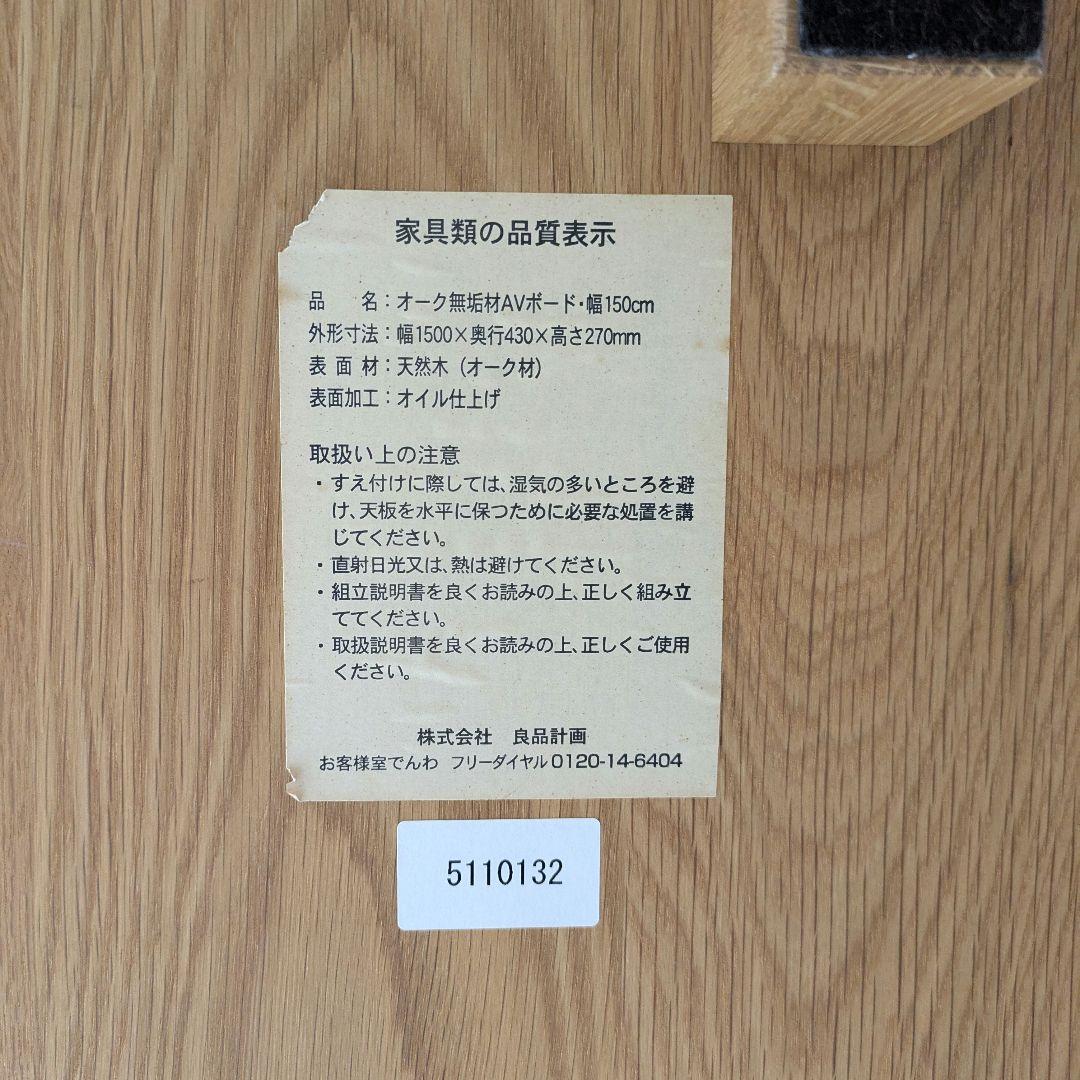 家具類の品質表示
品　　名：オーク無垢材AVボード・幅150cm
外形寸法：幅1500×奥行430×高さ270mm
表 面 材：天然木（オーク材）
表面加工：オイル仕上げ
取扱い上の注意
・すえ付けに際しては、湿気の多いところを避
け、天板を水平に保つために必要な処置を講
じてください。
・直射日光又は、熱は避けてください。
・組立説明書を良くお読みの上、正しく組み立
ててください。
・取扱説明書を良くお読みの上、正しくご使用
ください。
株式会社　良品計画
お客様室でんわ　フリーダイヤル0120-14-6404
5110132